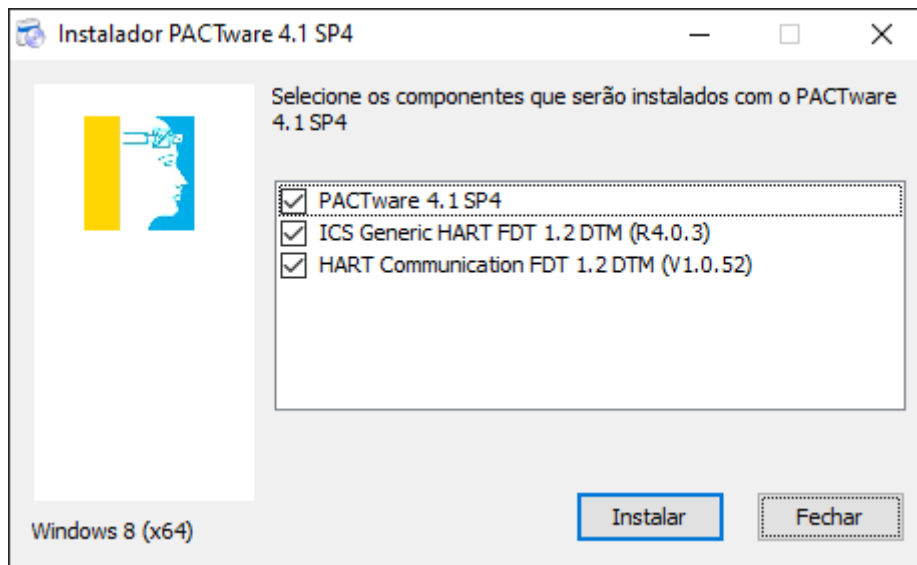 Instalador PACTware 4.1 SP4
Selecione os componentes que serão instalados com o PACTware
4.1 SP4
PACTware 4.1 SP4
ICS Generic HART FDT 1.2 DTM (R4.0.3)
HART Communication FDT 1.2 DTM (V1.0.52)
Instalar
Fechar
Windows 8 (x64)